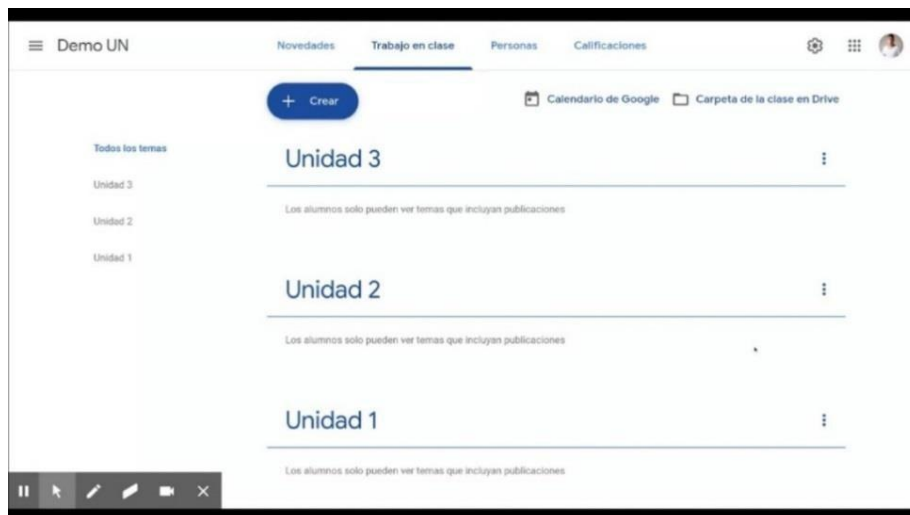 Demo UN
Novedades Trabajo en clase Personas Calificaciones
+ Crear
Calendario de Google Carpeta de la clase en Drive
Todos los temas
Unidad 3
Unidad 2
Unidad 1
Unidad 3
Los alumnos solo pueden ver temas que incluyan publicaciones
Unidad 2
Los alumnos solo pueden ver temas que incluyan publicaciones
Unidad 1
Los alumnos solo pueden ver temas que incluyan publicaciones